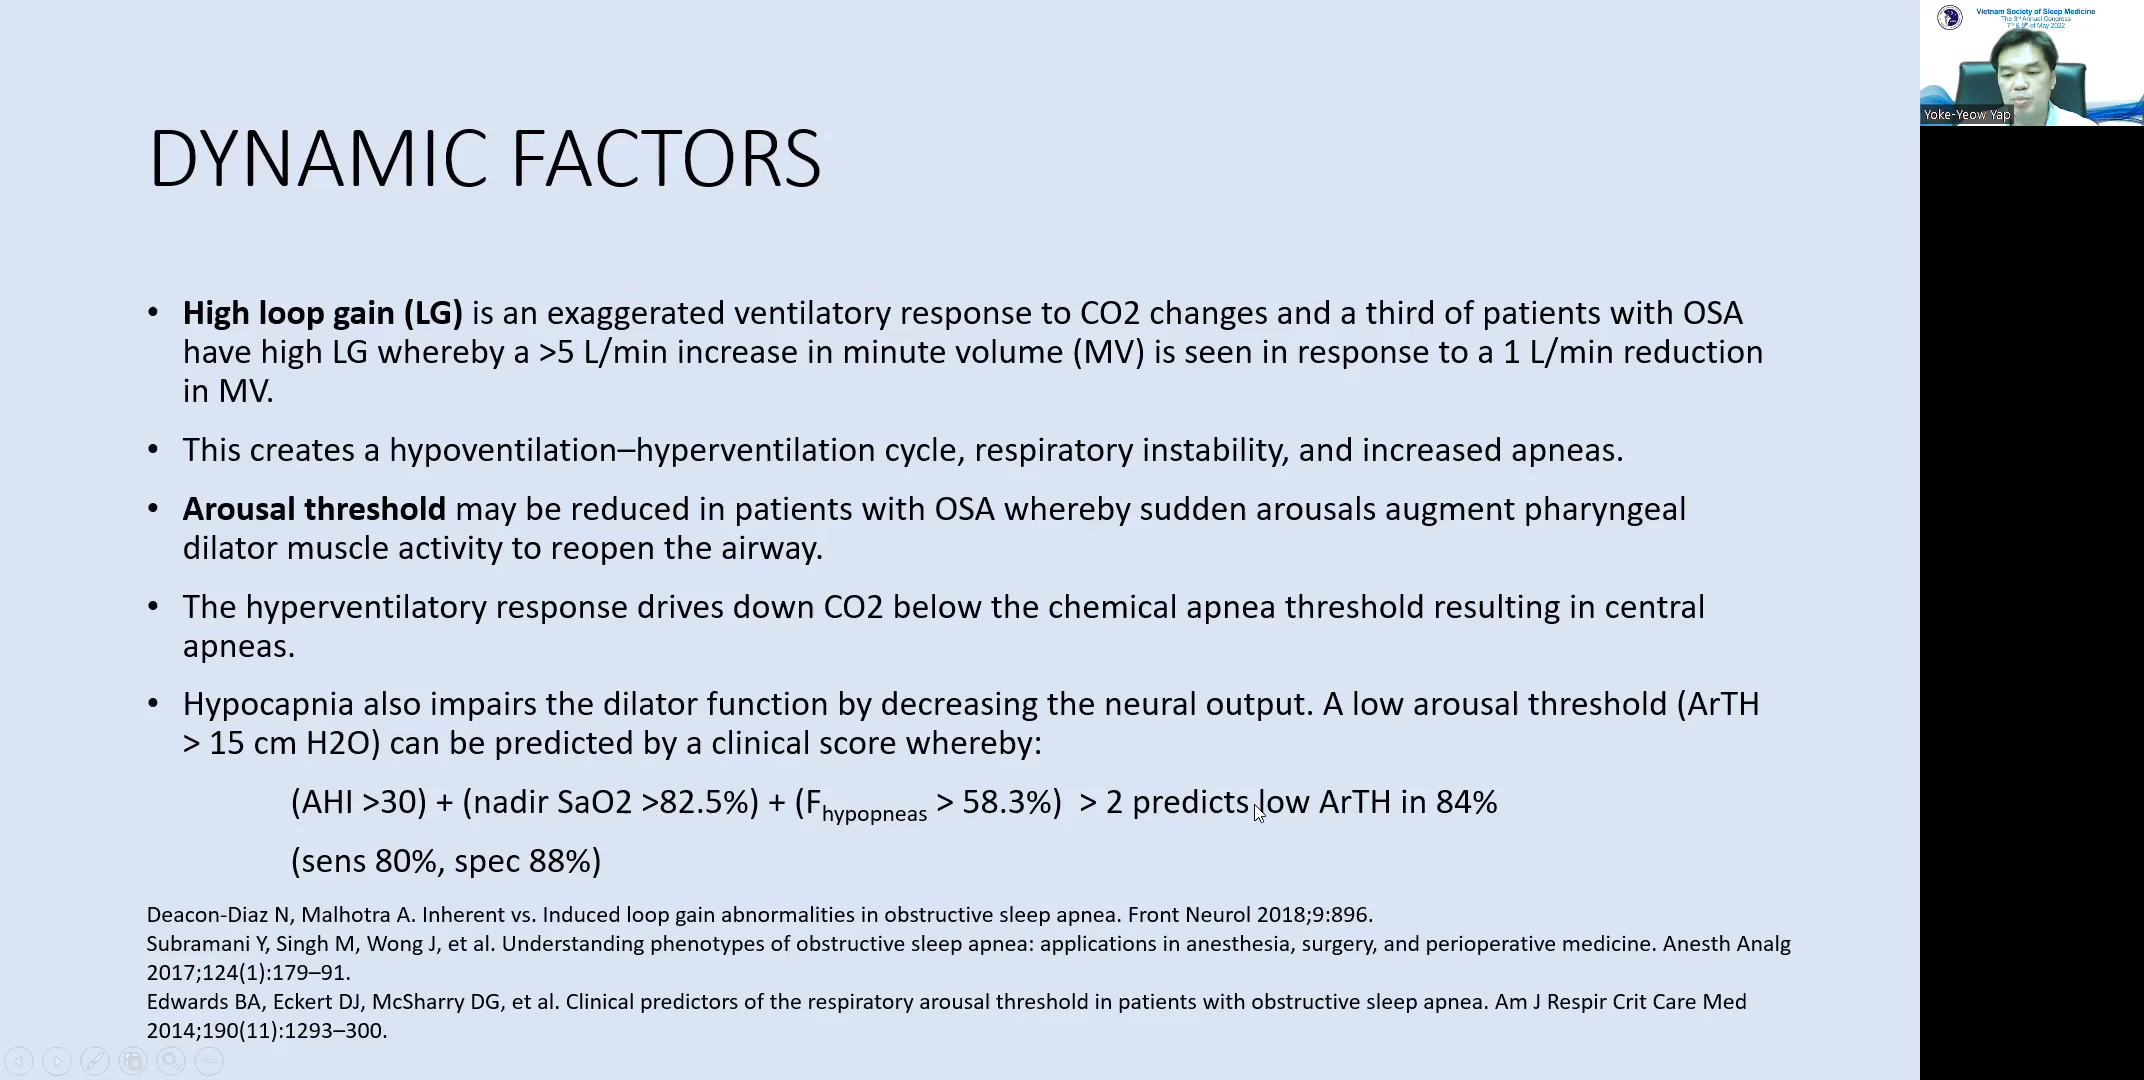 DYNAMIC FACTORS
• High loop gain (LG) is an exaggerated ventilatory response to CO2 changes and a third of patients with OSA
have high LG whereby a >5 L/min increase in minute volume (MV) is seen in response to a 1 L/min reduction
in MV.
• This creates a hypoventilation–hyperventilation cycle, respiratory instability, and increased apneas.
• Arousal threshold may be reduced in patients with OSA whereby sudden arousals augment pharyngeal
dilator muscle activity to reopen the airway.
• The hyperventilatory response drives down CO2 below the chemical apnea threshold resulting in central
apneas.
• Hypocapnia also impairs the dilator function by decreasing the neural output. A low arousal threshold (ArTH
> 15 cm H2O) can be predicted by a clinical score whereby:
(AHI >30) + (nadir SaO2 >82.5%) + (Fhypopneas > 58.3%) > 2 predicts low ArTH in 84%
(sens 80%, spec 88%)
Deacon-Diaz N, Malhotra A. Inherent vs. Induced loop gain abnormalities in obstructive sleep apnea. Front Neurol 2018;9:896.
Subramani Y, Singh M, Wong J, et al. Understanding phenotypes of obstructive sleep apnea: applications in anesthesia, surgery, and perioperative medicine. Anesth Analg
2017;124(1):179–91.
Edwards BA, Eckert DJ, McSharry DG, et al. Clinical predictors of the respiratory arousal threshold in patients with obstructive sleep apnea. Am J Respir Crit Care Med
2014;190(11):1293–300.
Vietnam Society of Sleep Medicine
The 3rd Annual Congress
7th & 8th of May 2022
Yoke-Yeow Yap